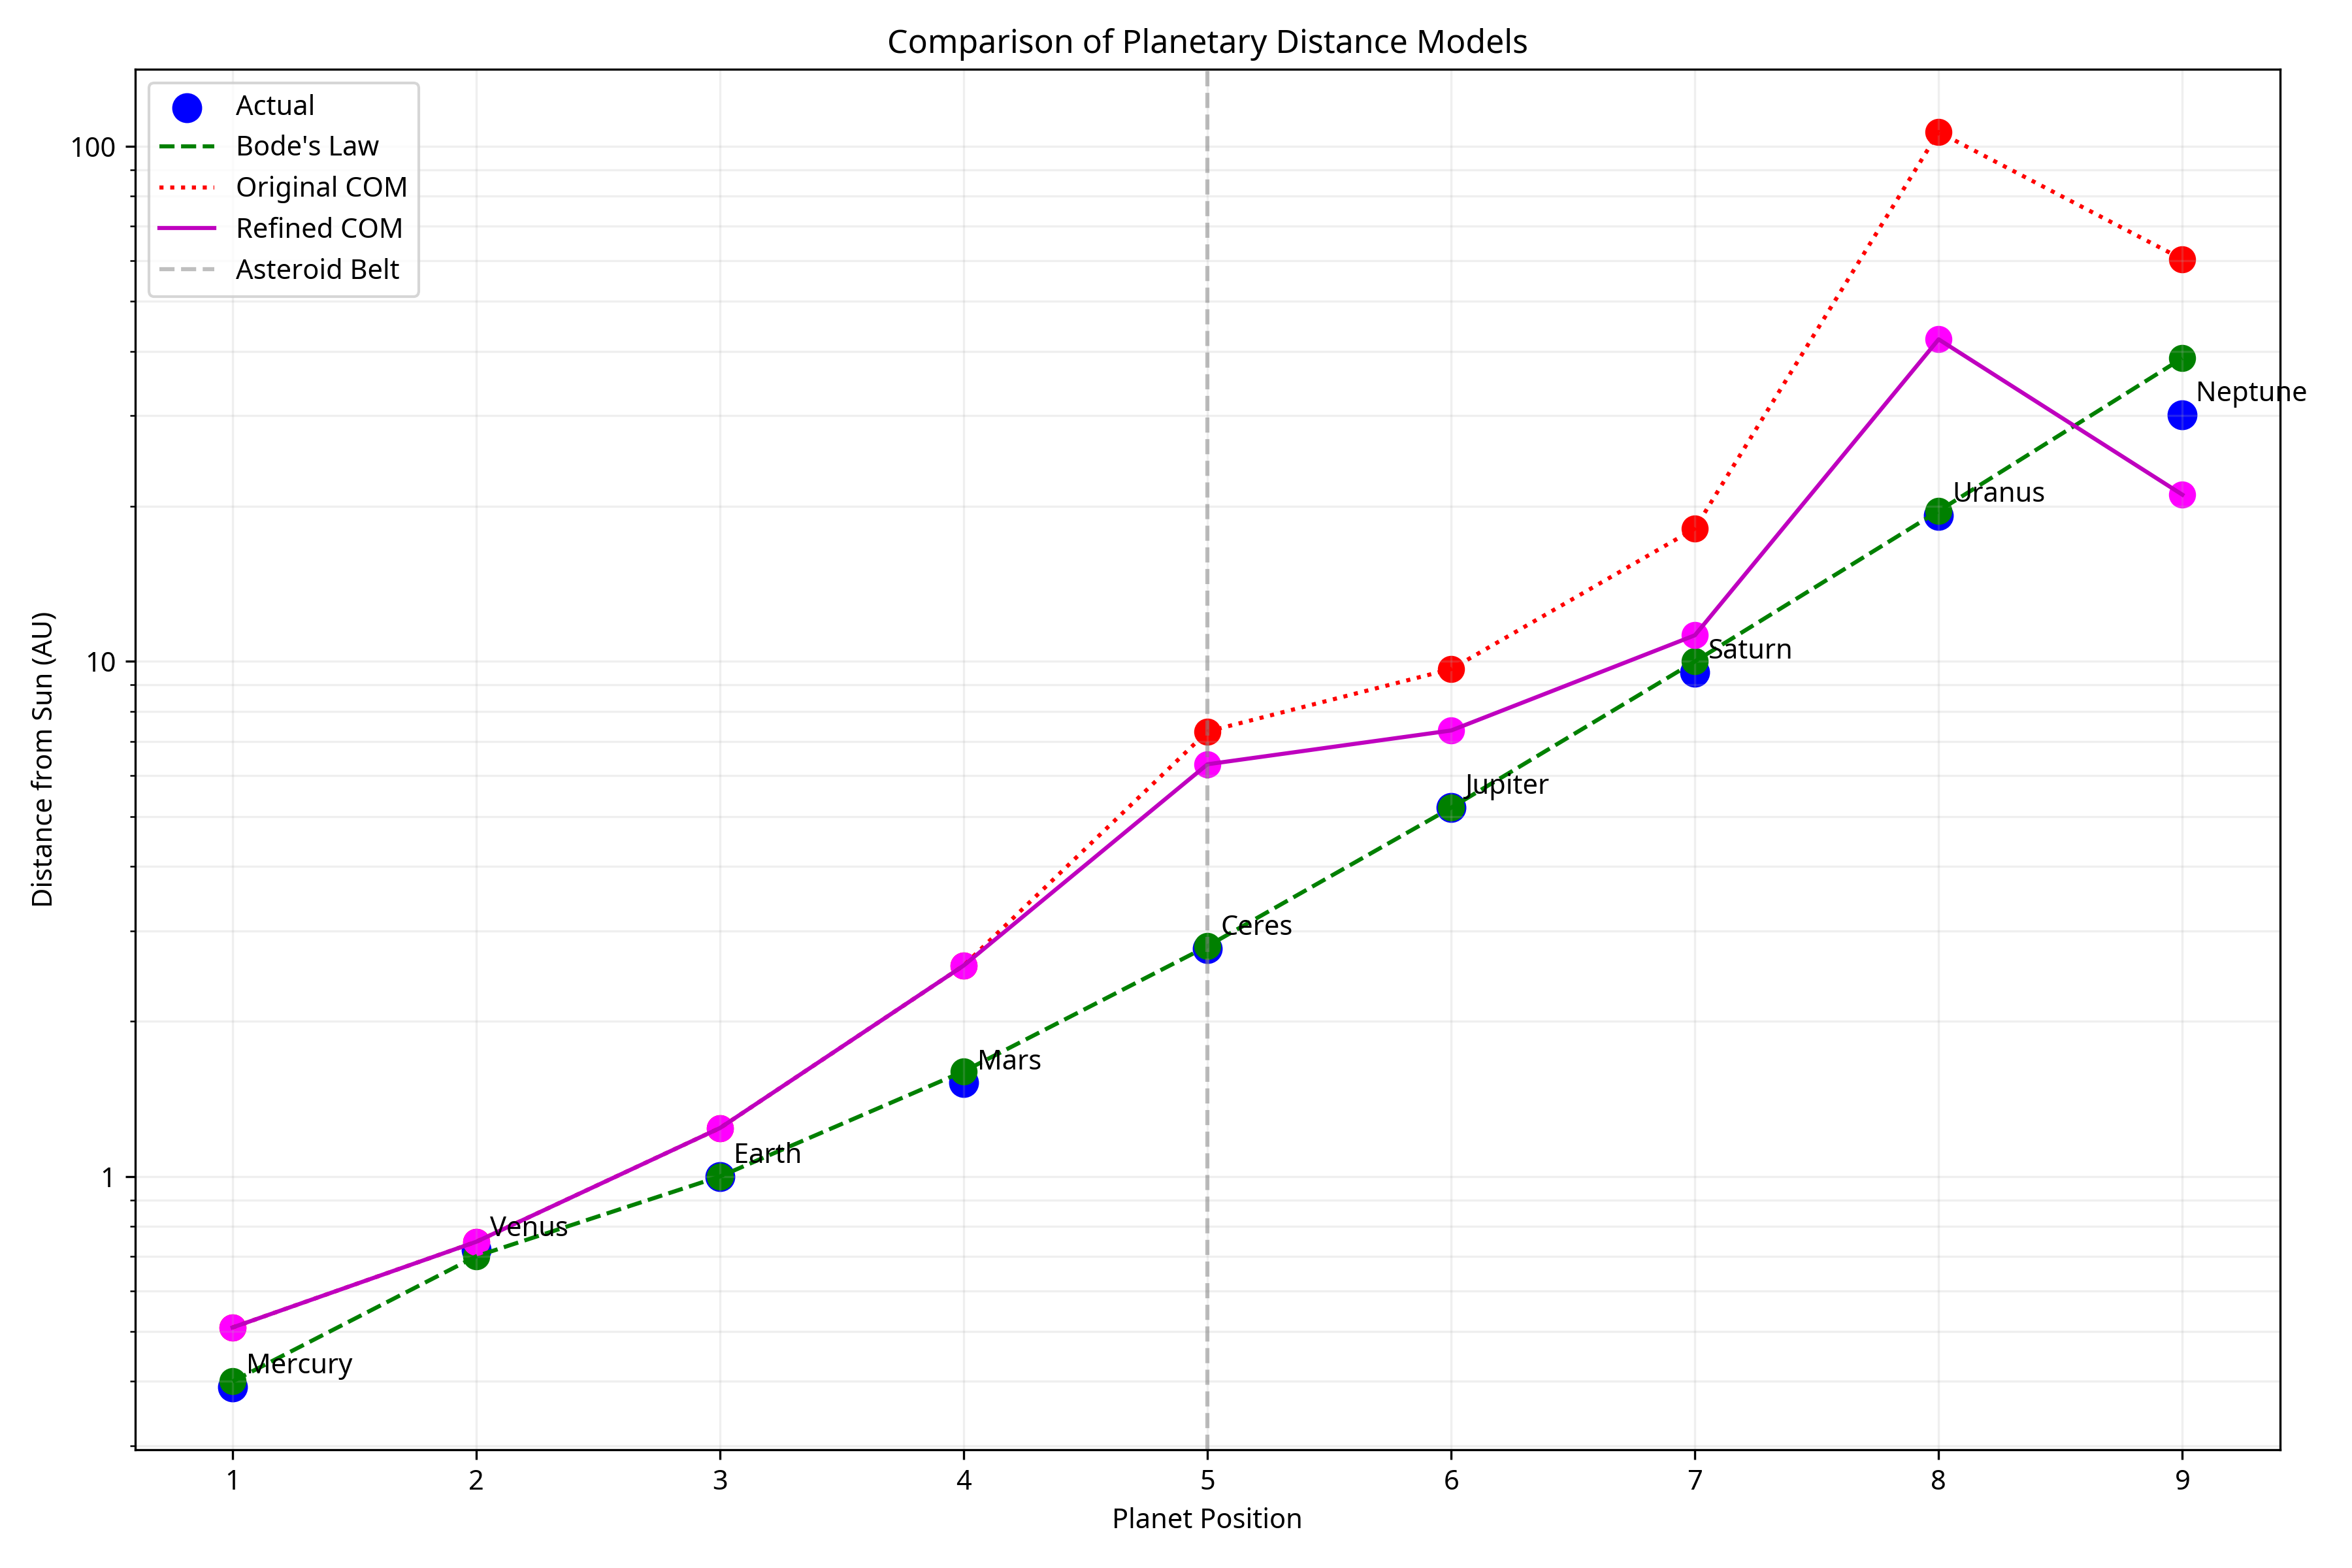 Comparison of Planetary Distance Models
Actual
Bode's Law
Original COM
Refined COM
Asteroid Belt
100
10
1
Distance from Sun (AU)
Neptune
Uranus
Saturn
Jupiter
Ceres
Mars
Earth
Venus
Mercury
1 2 3 4 5 6 7 8 9
Planet Position